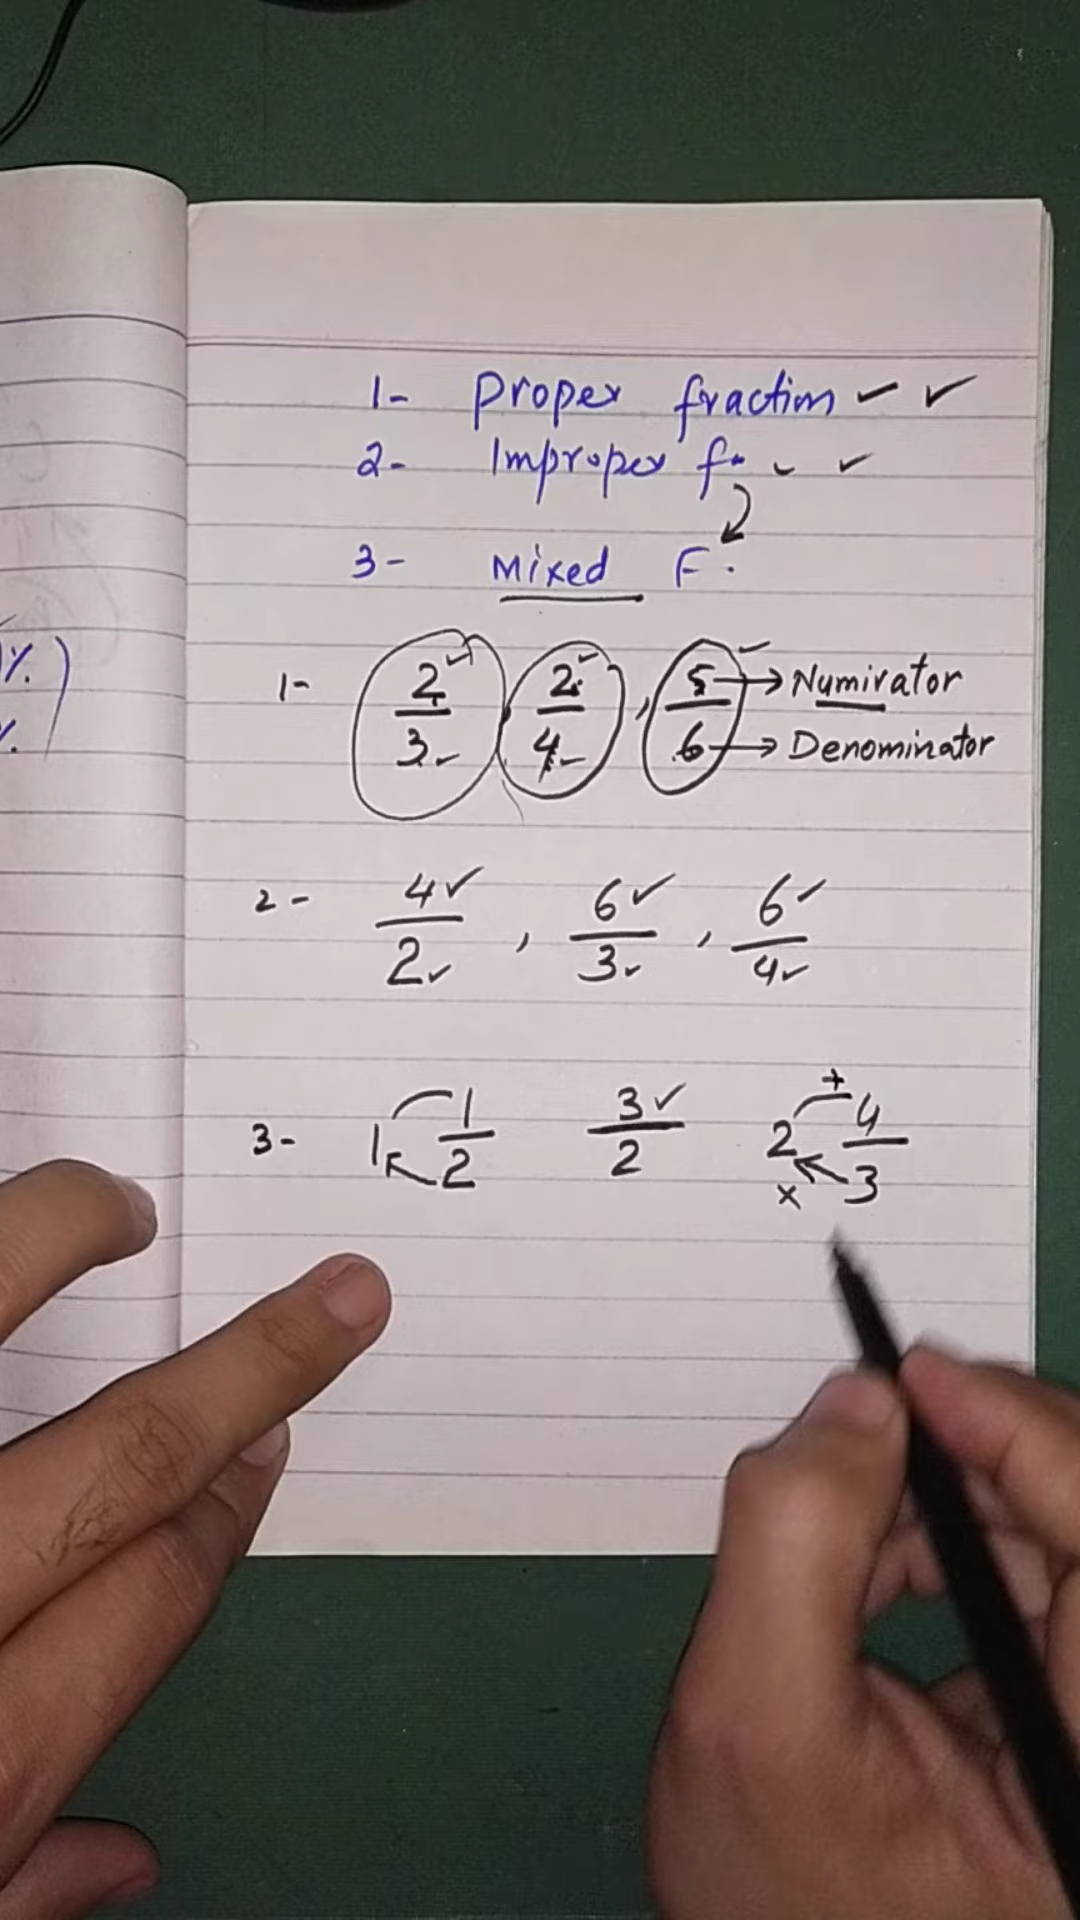 1- Proper fraction ✓ ✓
2- Improper f. ✓ ✓
3- Mixed F.
1- 2/3 , 2/4 , 5/6 → Numirator
→ Denominator
2- 4/2 , 6/3 , 6/4
3- 1 1/2 3/2 2 4/3
+
×
%
%
)